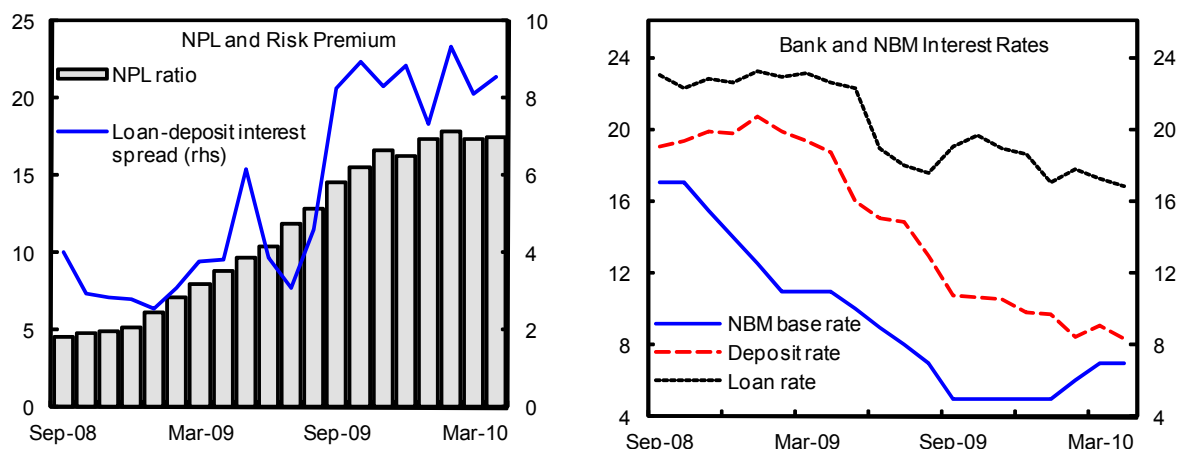 NPL and Risk Premium
25
20
15
10
5
0
10
8
6
4
2
0
NPL ratio
Loan-deposit interest
spread (rhs)
Sep-08 Mar-09 Sep-09 Mar-10
Bank and NBM Interest Rates
24
20
16
12
8
4
24
20
16
12
8
4
NBM base rate
Deposit rate
Loan rate
Sep-08 Mar-09 Sep-09 Mar-10